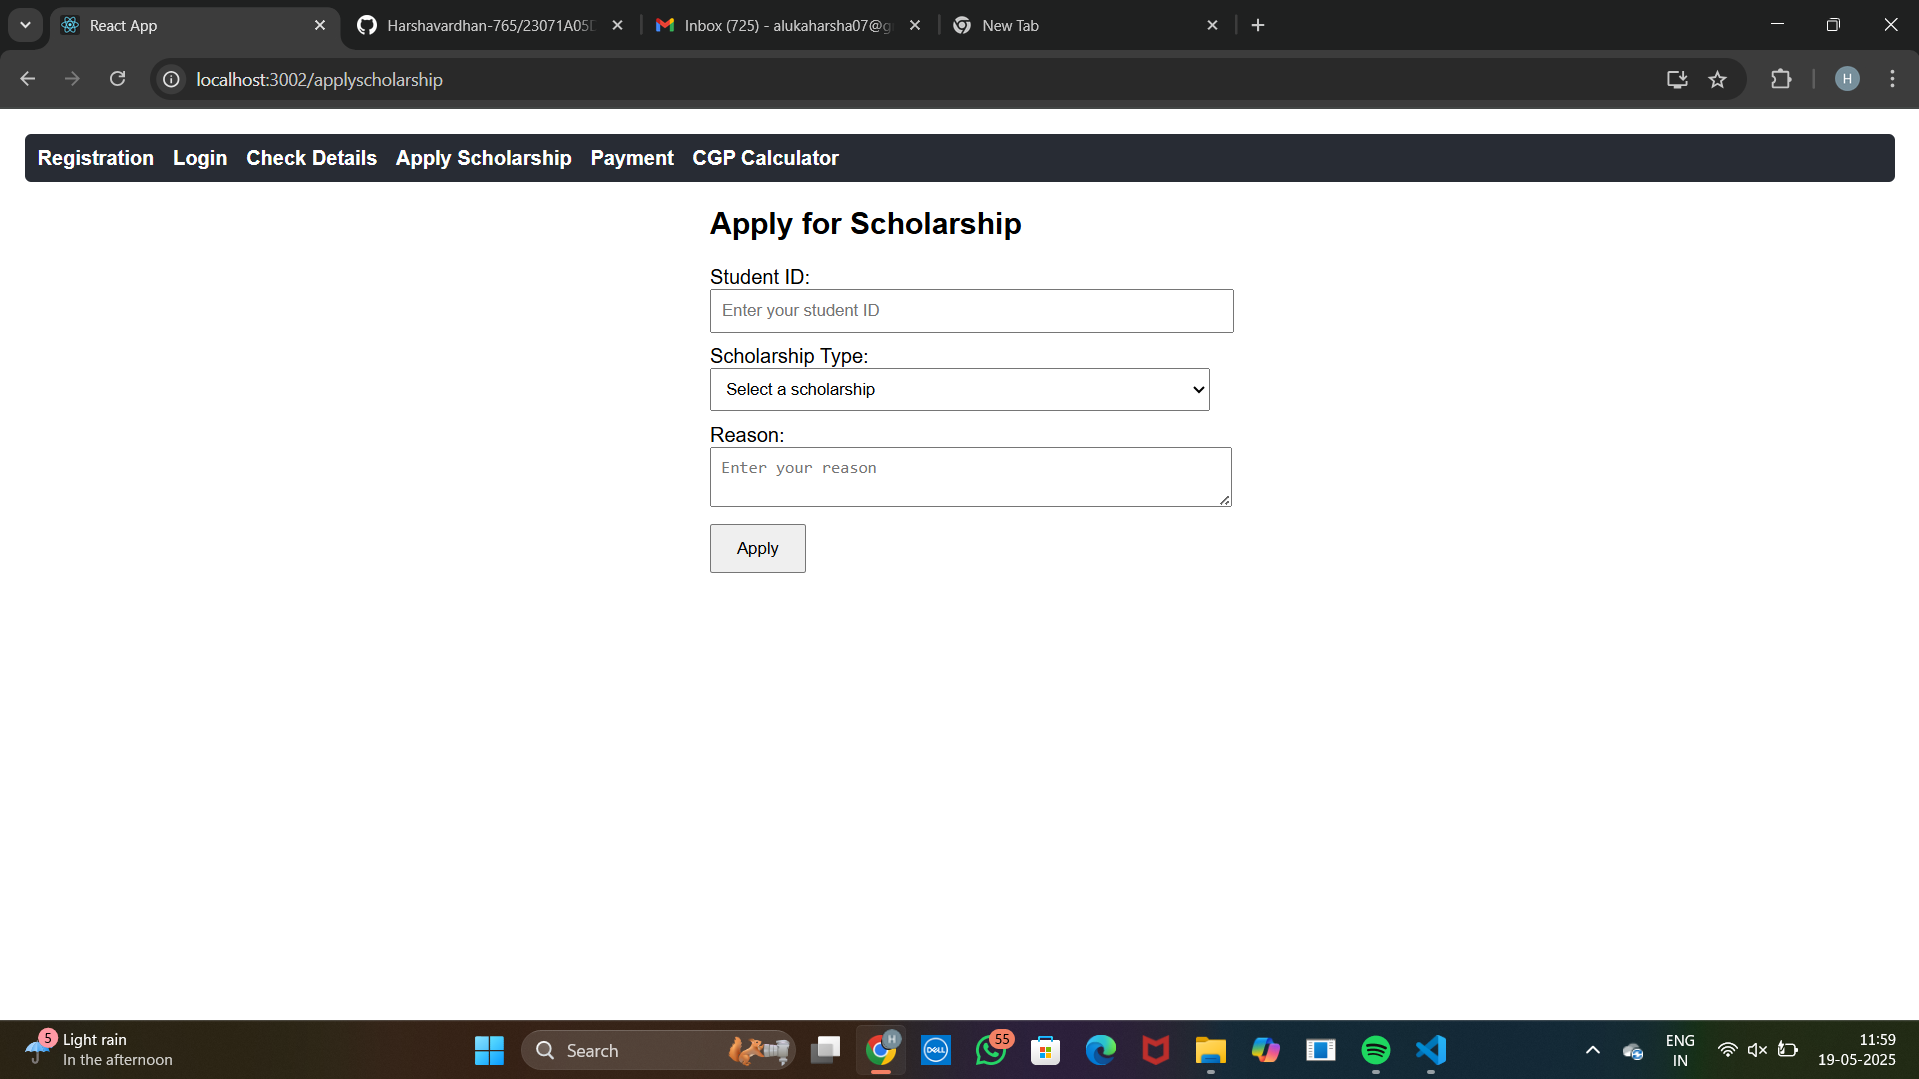 React App
Harshavardhan-765/23071A05D
Inbox (725) - alukaharsha07@g
New Tab
localhost:3002/applyscholarship
H
Registration Login Check Details Apply Scholarship Payment CGP Calculator
Apply for Scholarship
Student ID:
Enter your student ID
Scholarship Type:
Select a scholarship
Reason:
Enter your reason
Apply
5
Light rain
In the afternoon
Search
H
DELL
55
ENG
IN
11:59
19-05-2025